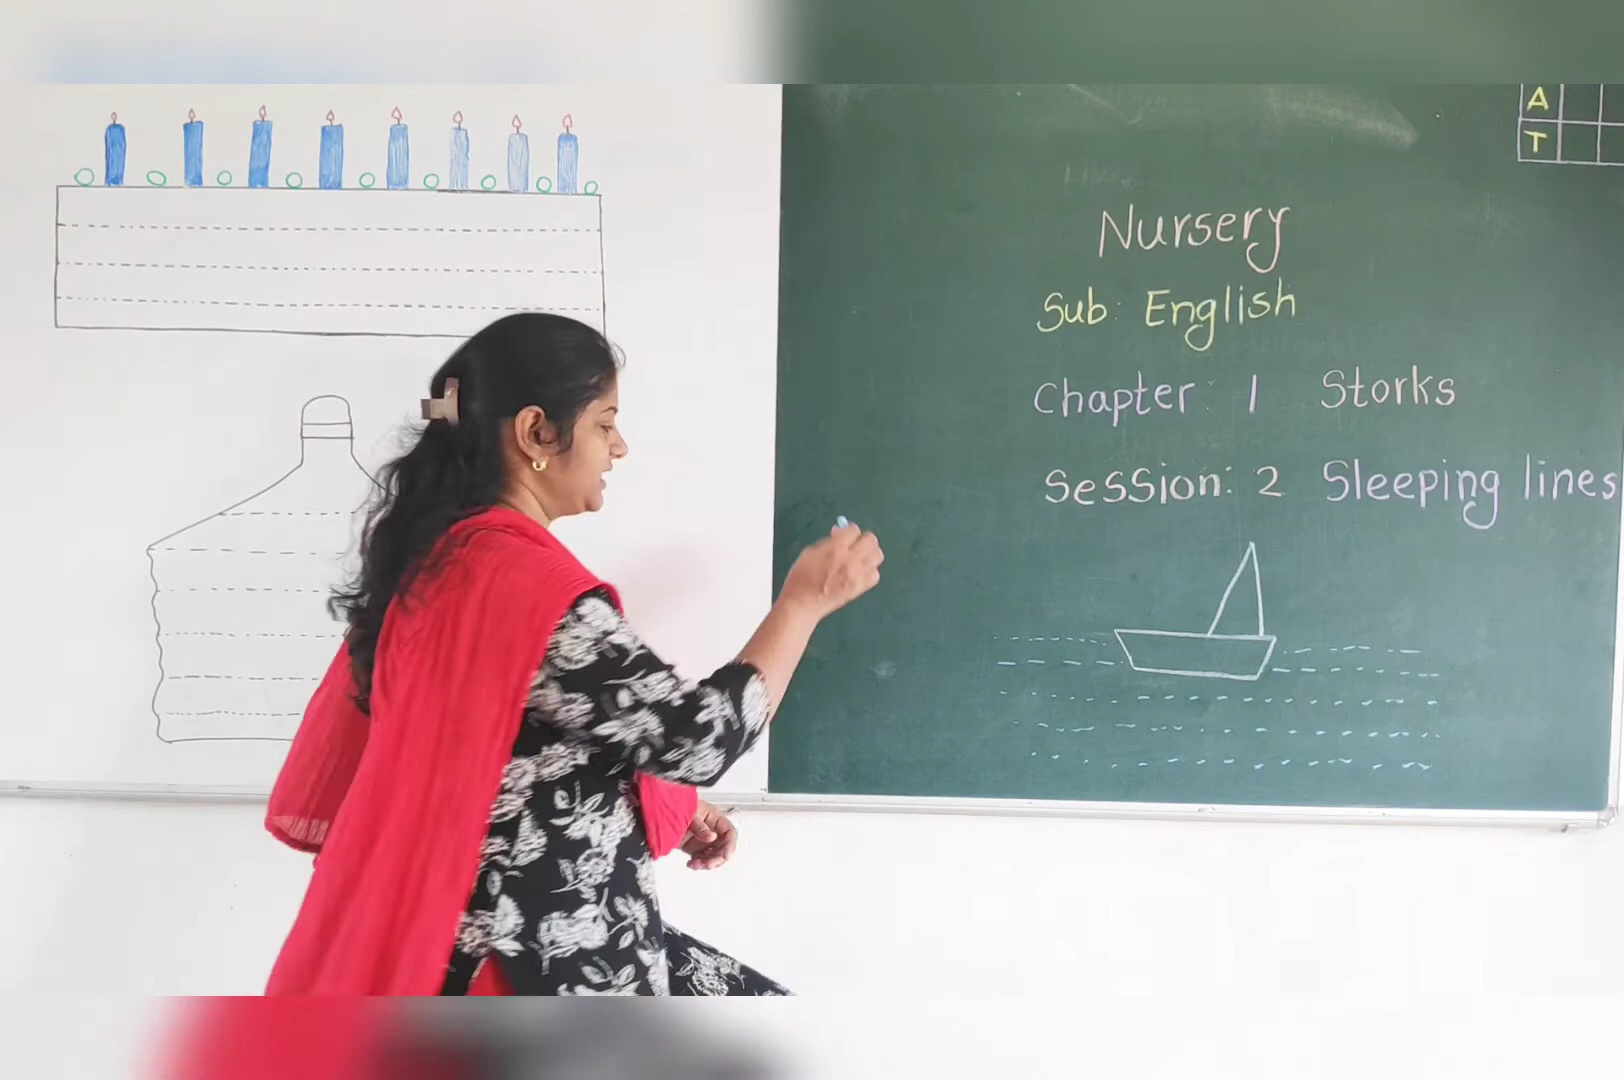 A
T
Nursery
Sub: English
Chapter: 1 Storks
Session: 2 Sleeping lines